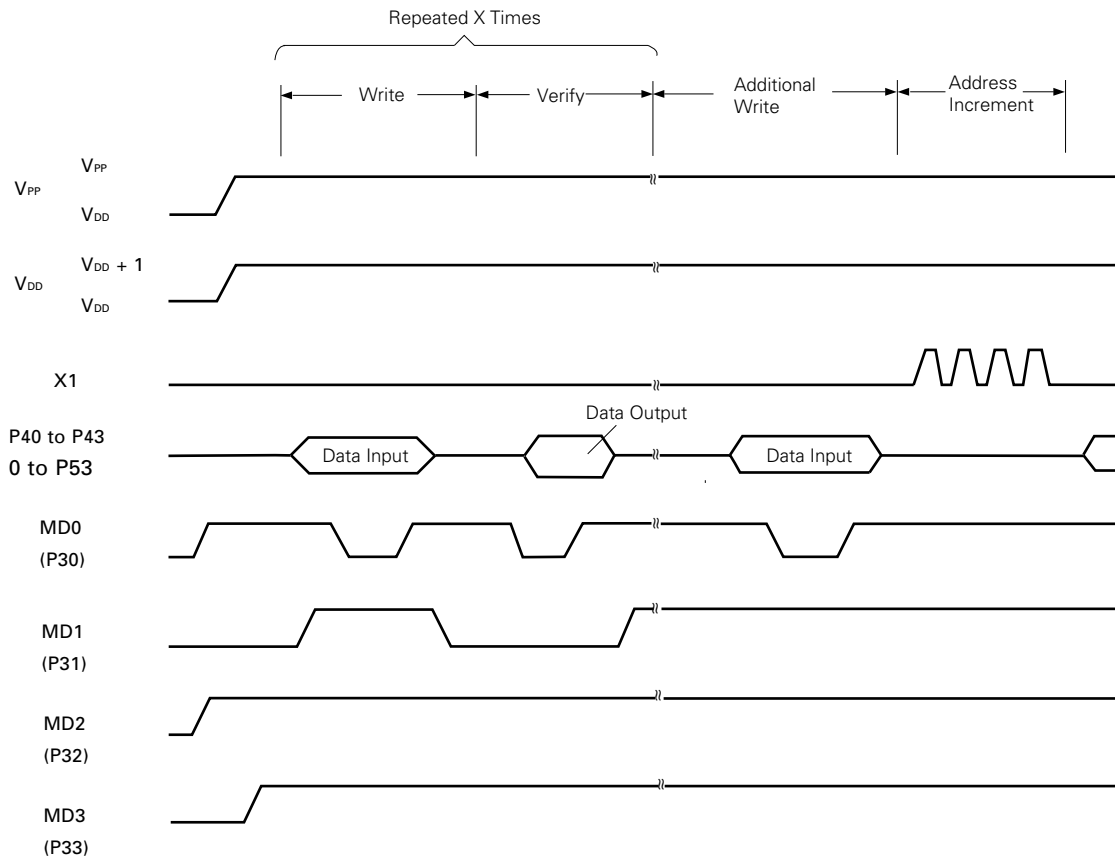 Repeated X Times
Write
Verify
Additional
Write
Address
Increment
VPP
VPP
VDD
VDD + 1
VDD
VDD
X1
Data Output
P40 to P43
0 to P53
Data Input
Data Input
MD0
(P30)
MD1
(P31)
MD2
(P32)
MD3
(P33)